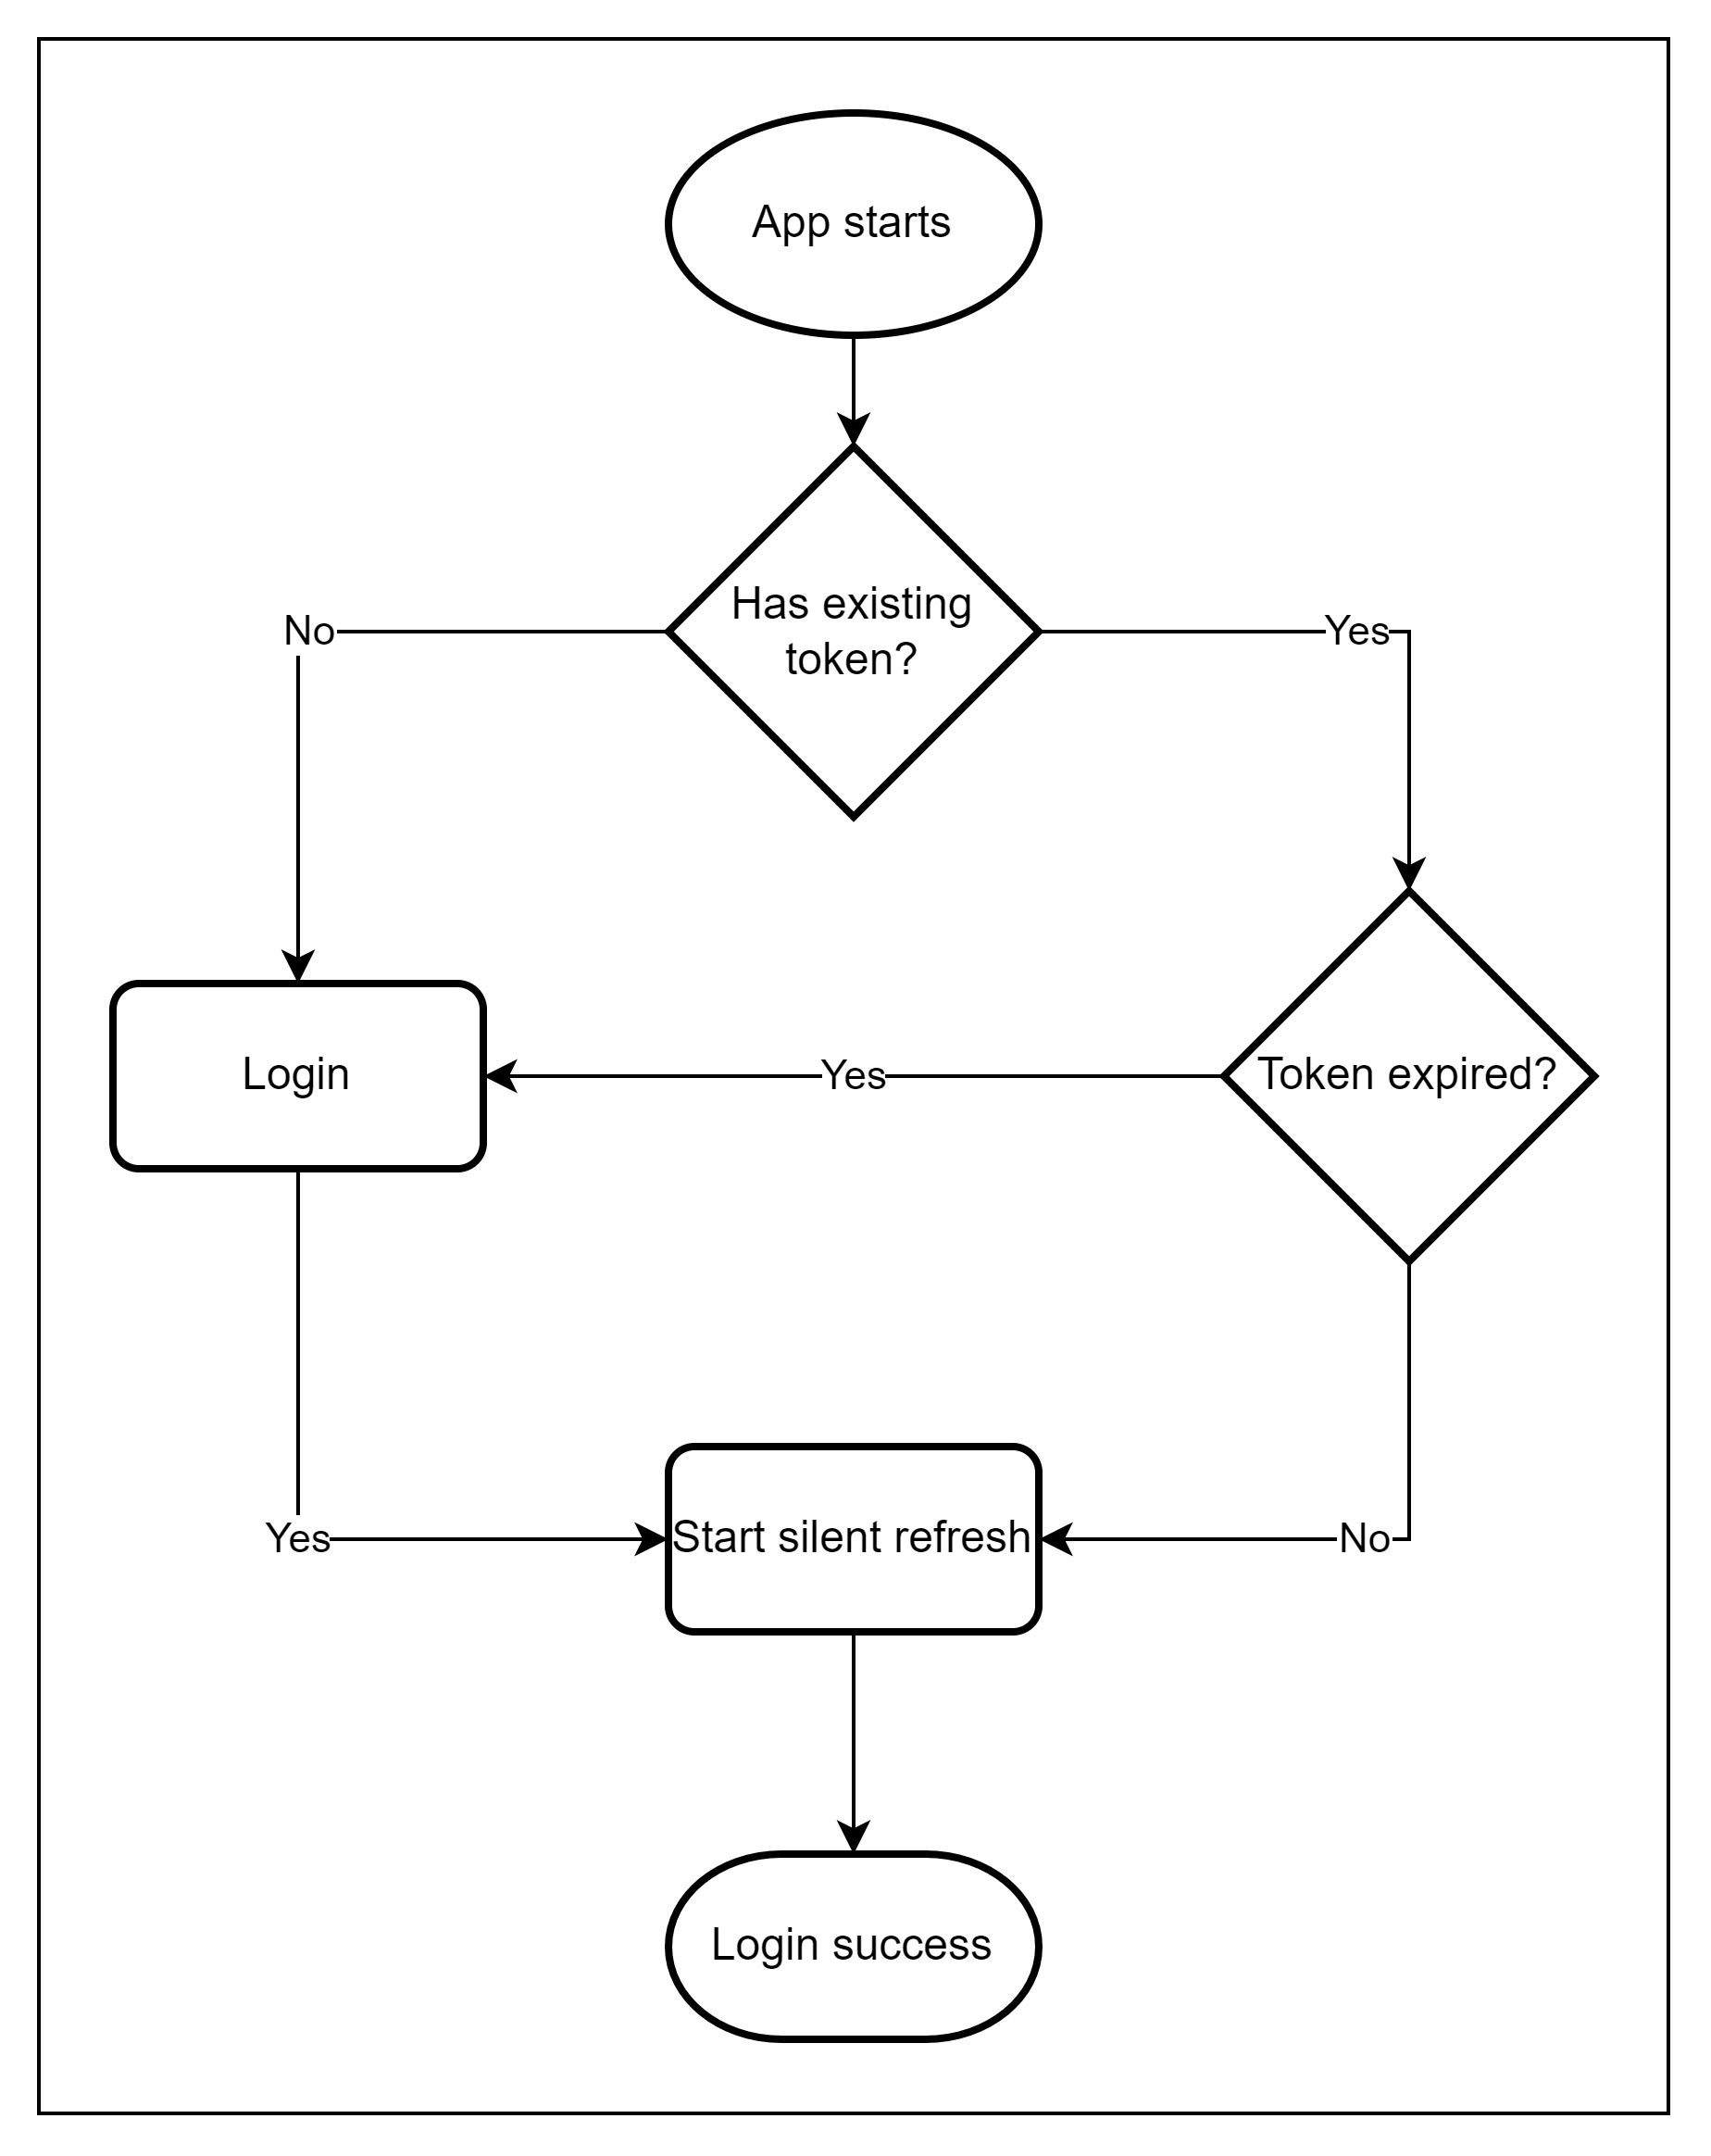 App starts
Has existing
token?
No
Yes
Login
Yes
Token expired?
Yes
Start silent refresh
No
Login success